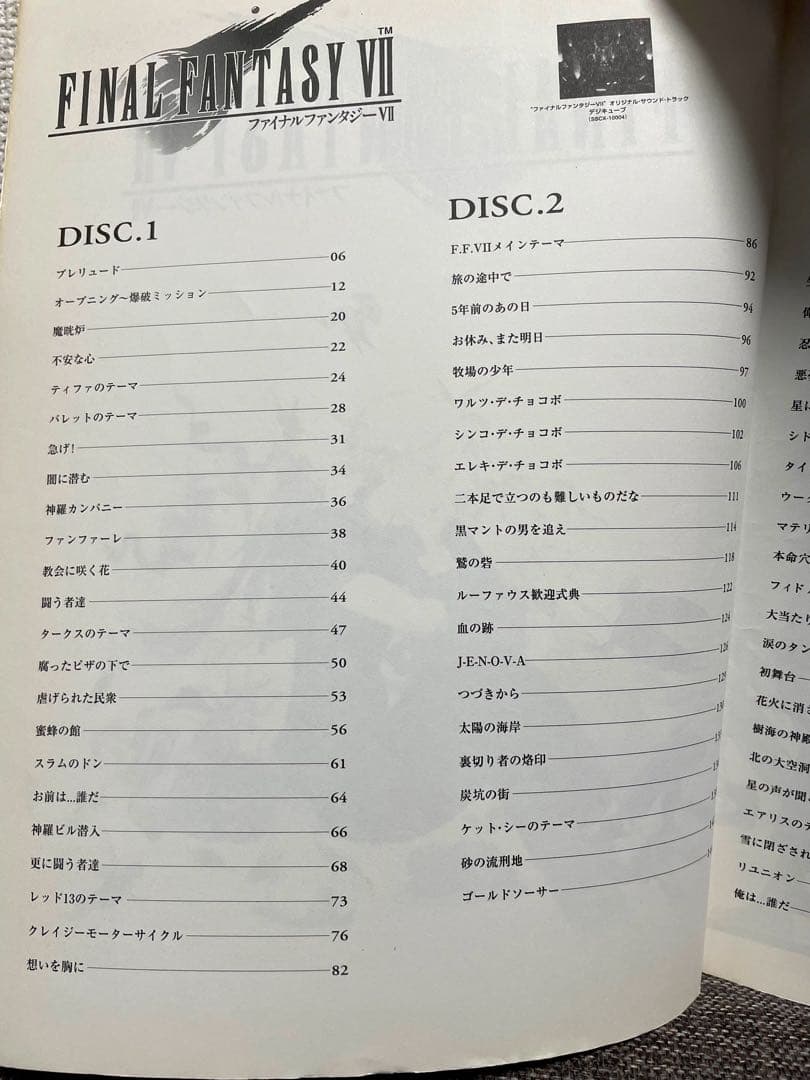 FINAL FANTASY VII™
ファイナルファンタジーVII
"ファイナルファンタジーVII" オリジナル・サウンド・トラック
デジキューブ
(SSCX-10004)
DISC.1
プレリュード 06
オープニング～爆破ミッション 12
魔晄炉 20
不安な心 22
ティファのテーマ 24
バレットのテーマ 28
急げ! 31
闇に潜む 34
神羅カンパニー 36
ファンファーレ 38
教会に咲く花 40
闘う者達 44
タークスのテーマ 47
腐ったピザの下で 50
虐げられた民衆 53
蜜蜂の館 56
スラムのドン 61
お前は...誰だ 64
神羅ビル潜入 66
更に闘う者達 68
レッド13のテーマ 73
クレイジーモーターサイクル 76
想いを胸に 82
DISC.2
F.F.VIIメインテーマ 86
旅の途中で 92
5年前のあの日 94
お休み、また明日 96
牧場の少年 97
ワルツ・デ・チョコボ 100
シンコ・デ・チョコボ 102
エレキ・デ・チョコボ 106
二本足で立つのも難しいものだな 111
黒マントの男を追え 114
鷲の砦 118
ルーファウス歓迎式典 122
血の跡 124
J-E-N-O-V-A 126
つづきから 129
太陽の海岸 130
裏切り者の烙印
炭坑の街
ケット・シーのテーマ
砂の流刑地
ゴールドソーサー
忍
悪
星に
シド
タイ
ウー
マテリ
本命穴
フィド
大当たり
涙のタン
初舞台
花火に消
樹海の神殿
北の大空洞
星の声が聞
エアリスの
雪に閉ざされ
リユニオン
俺は...誰だ